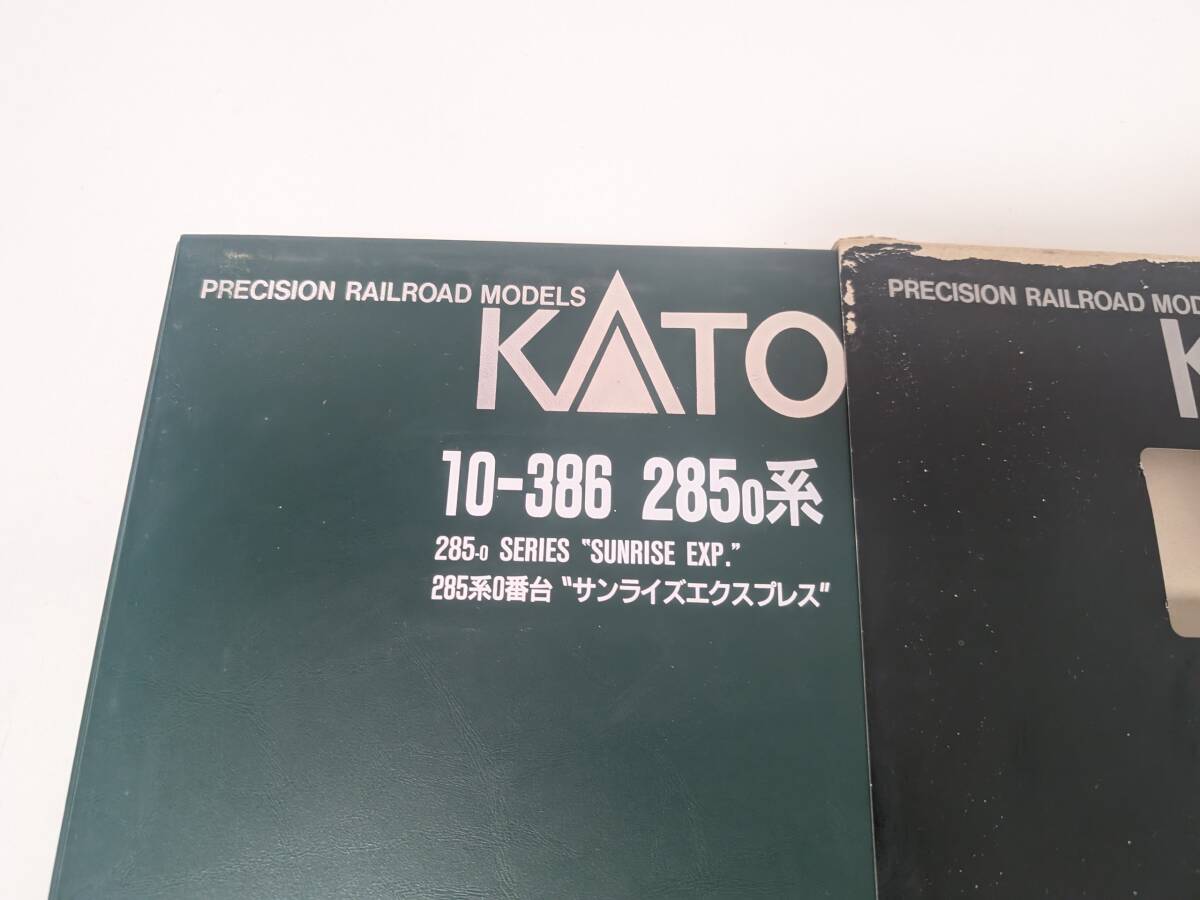 PRECISION RAILROAD MODELS
KATO
10-386 285₀系
285-0 SERIES "SUNRISE EXP."
285系0番台 "サンライズエクスプレス"
PRECISION RAILROAD MOD
K